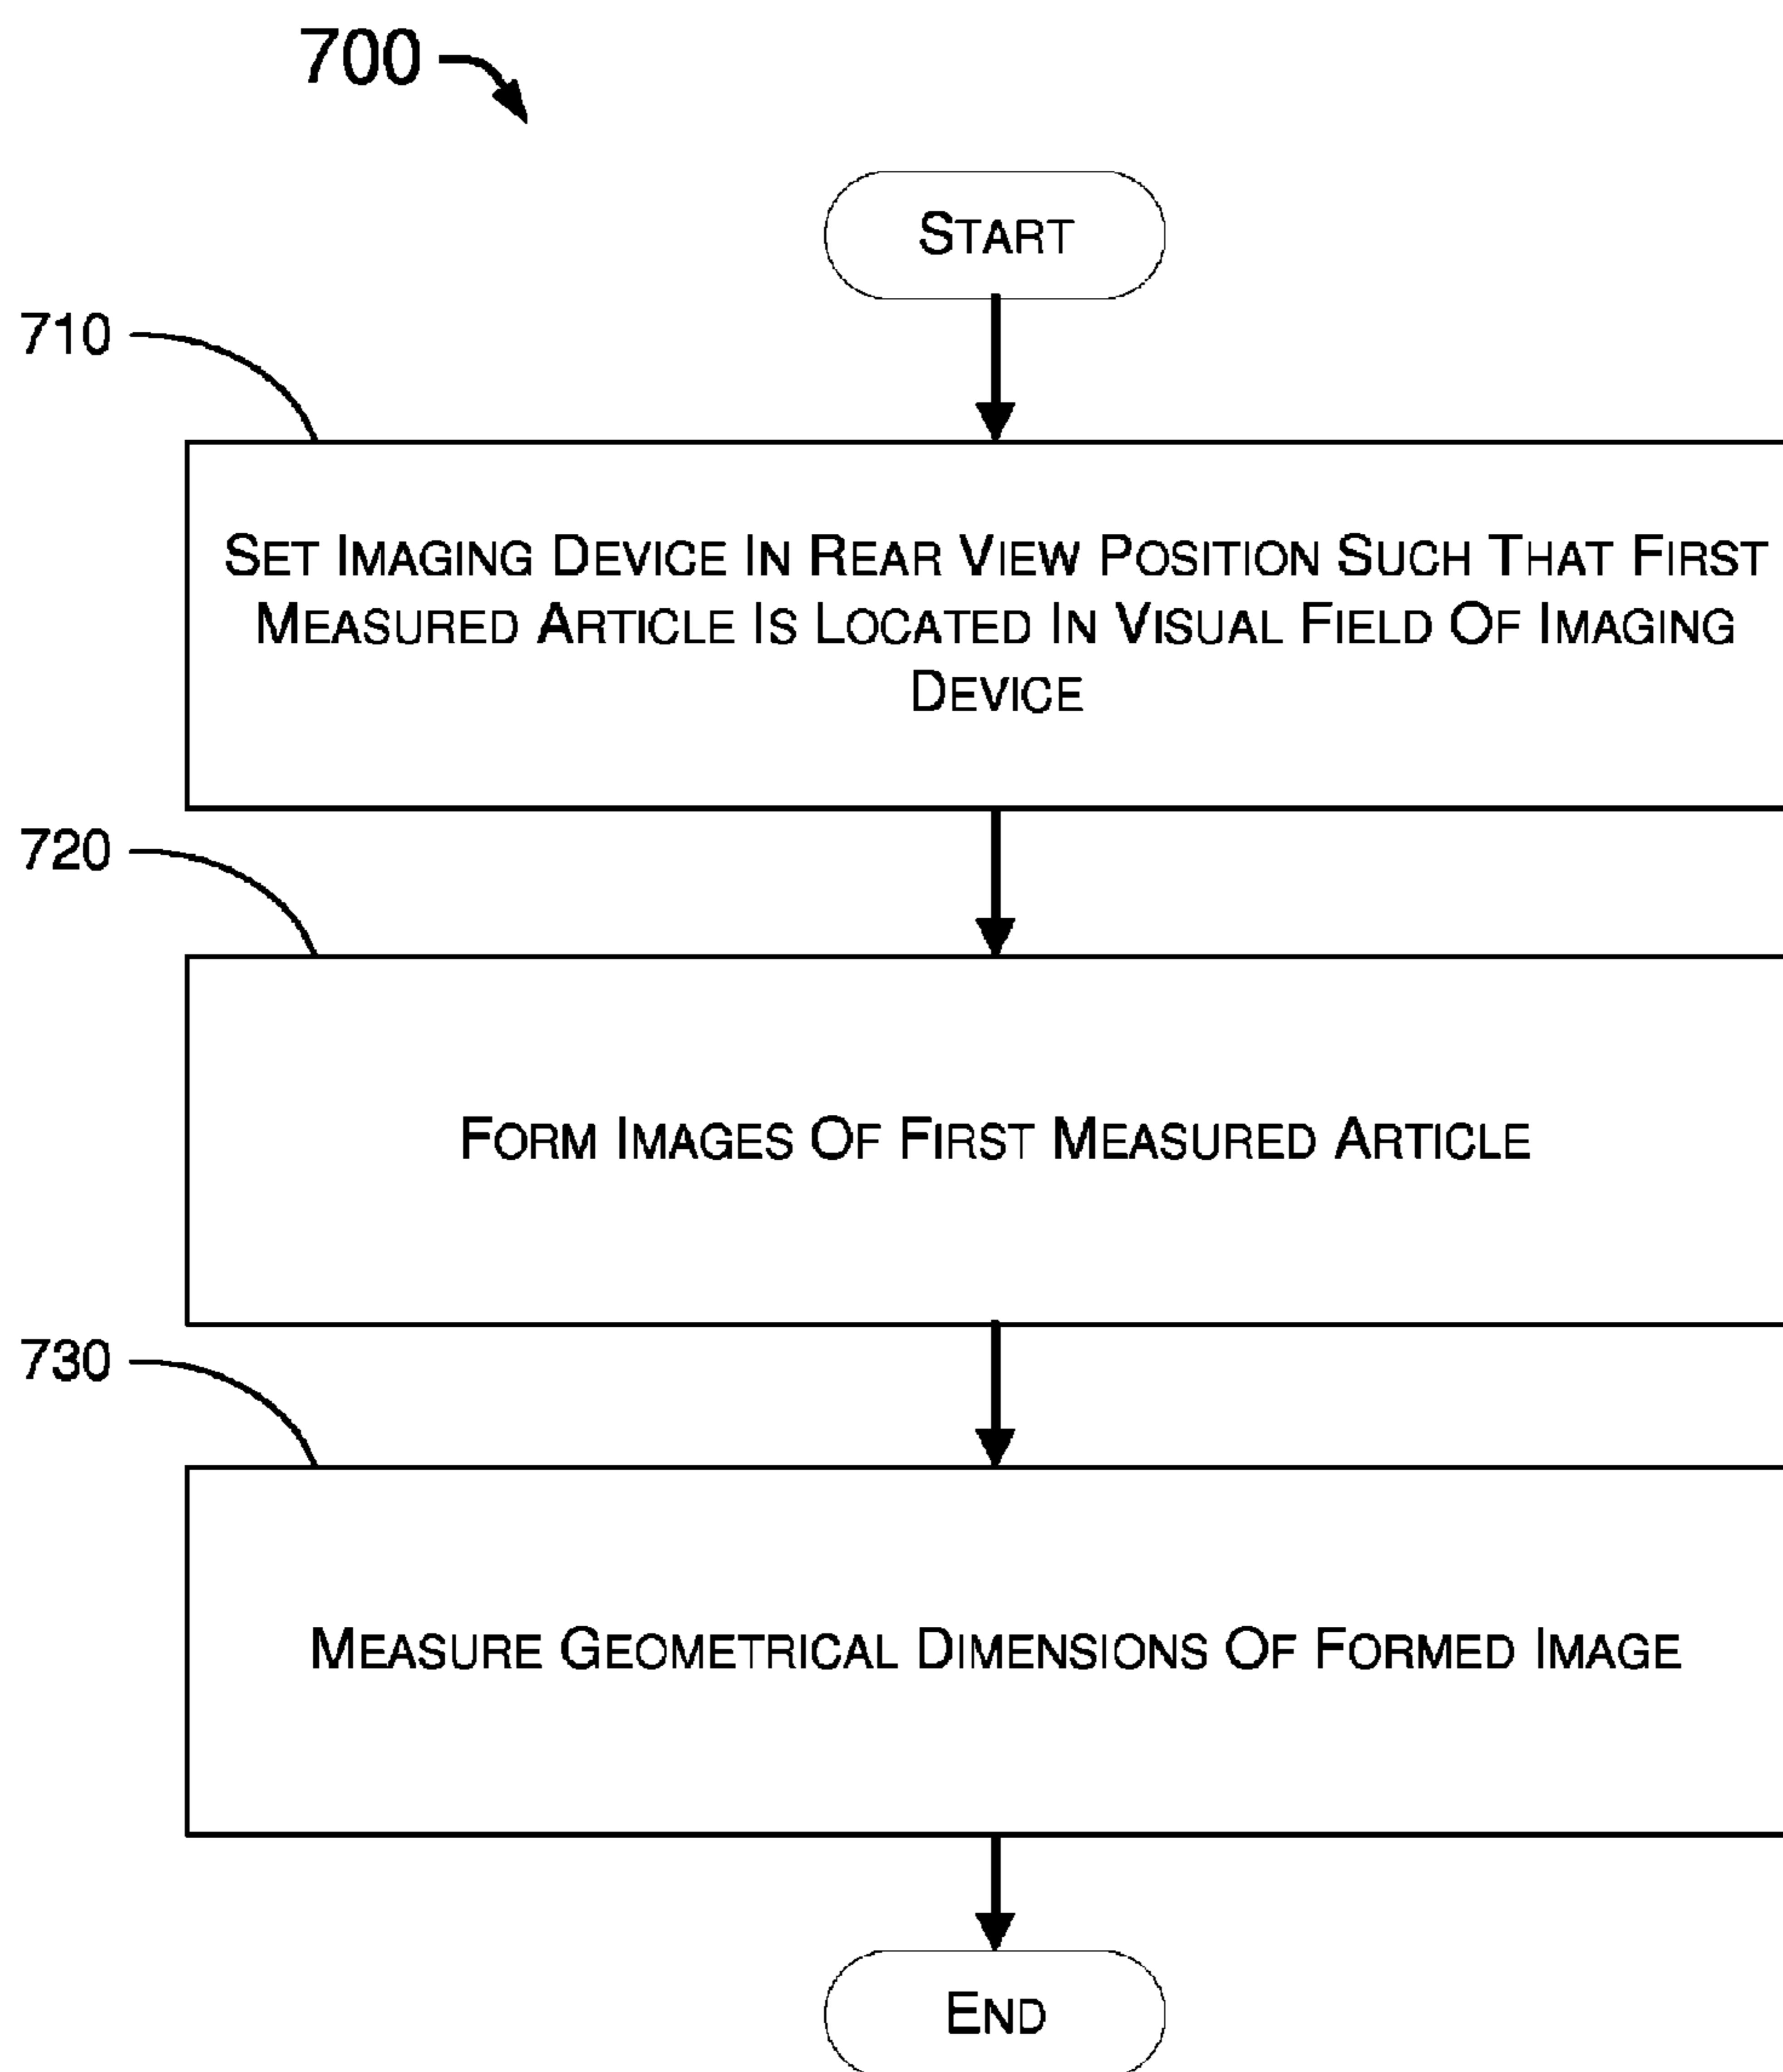 700
START
710
SET IMAGING DEVICE IN REAR VIEW POSITION SUCH THAT FIRST
MEASURED ARTICLE IS LOCATED IN VISUAL FIELD OF IMAGING
DEVICE
720
FORM IMAGES OF FIRST MEASURED ARTICLE
730
MEASURE GEOMETRICAL DIMENSIONS OF FORMED IMAGE
END